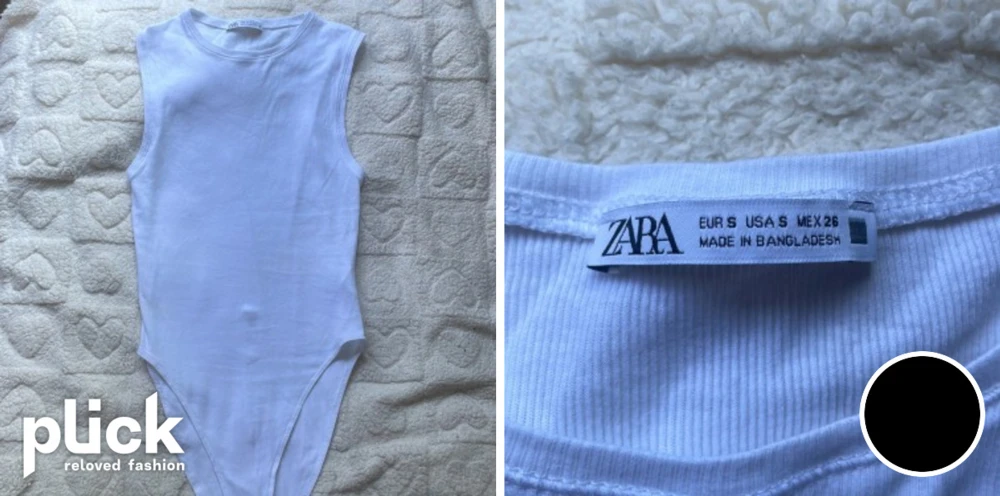 plick
reloved fashion
ZARA
EUR S USA S MEX 26
MADE IN BANGLADESH